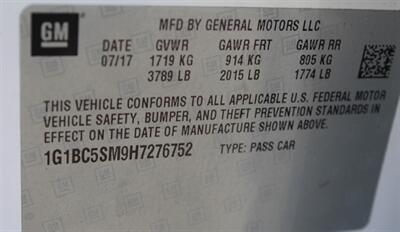 GM
MFD BY GENERAL MOTORS LLC
DATE GVWR GAWR FRT GAWR RR
07/17 1719 KG 914 KG 805 KG
3789 LB 2015 LB 1774 LB
THIS VEHICLE CONFORMS TO ALL APPLICABLE U.S. FEDERAL MOTOR
VEHICLE SAFETY, BUMPER, AND THEFT PREVENTION STANDARDS IN
EFFECT ON THE DATE OF MANUFACTURE SHOWN ABOVE.
1G1BC5SM9H7276752 TYPE: PASS CAR